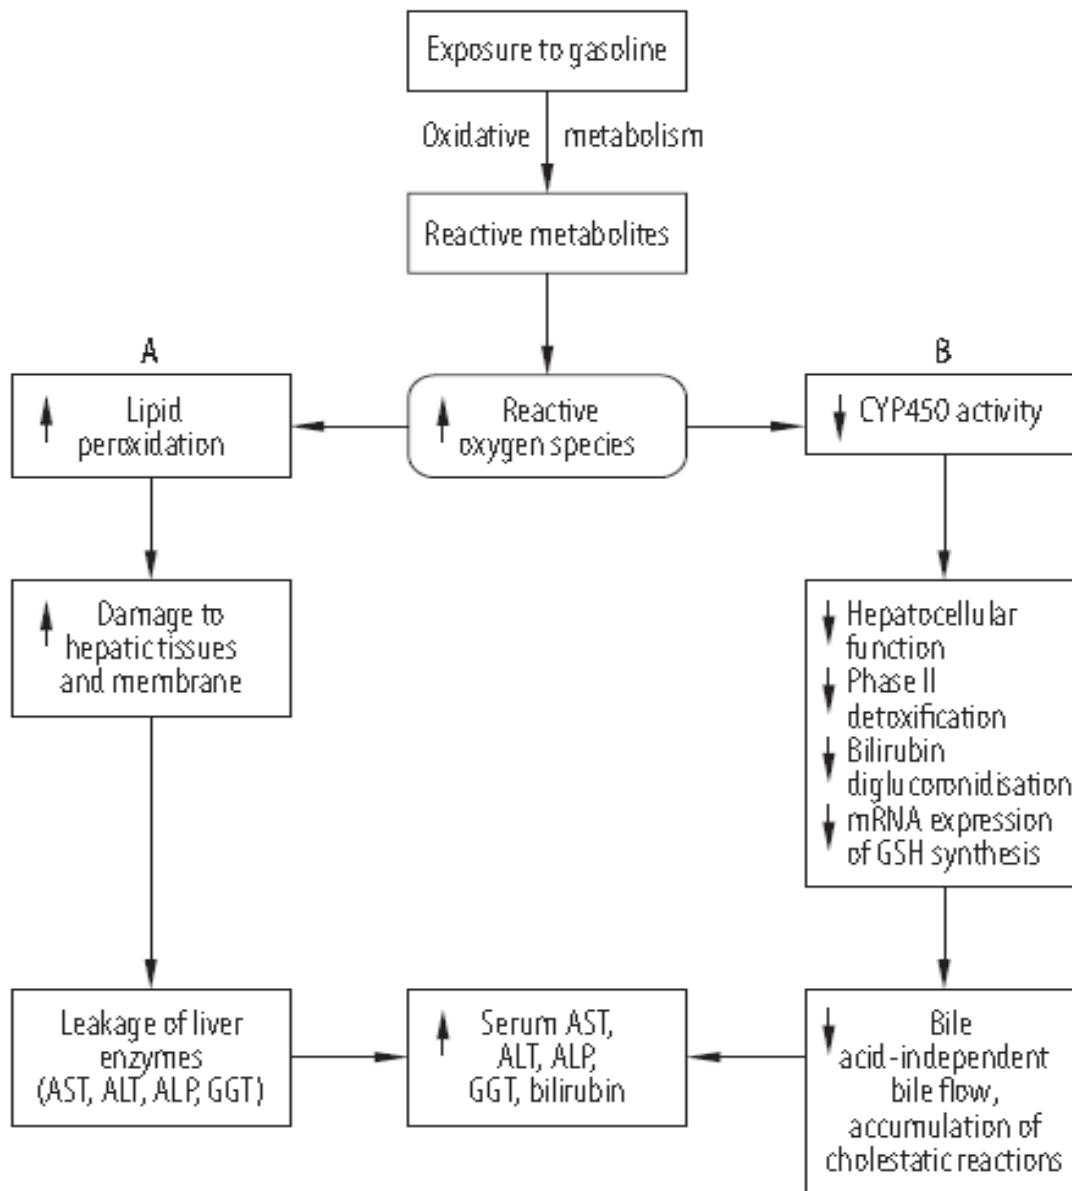 Exposure to gasoline
Oxidative metabolism
Reactive metabolites
A
B
↑ Lipid
peroxidation
↑ Reactive
oxygen species
↓ CYP450 activity
↑ Damage to
hepatic tissues
and membrane
↓ Hepatocellular
function
↓ Phase II
detoxification
↓ Bilirubin
diglucoronidisation
↓ mRNA expression
of GSH synthesis
Leakage of liver
enzymes
(AST, ALT, ALP, GGT)
↑ Serum AST,
ALT, ALP,
GGT, bilirubin
↓ Bile
acid-independent
bile flow,
accumulation of
cholestatic reactions